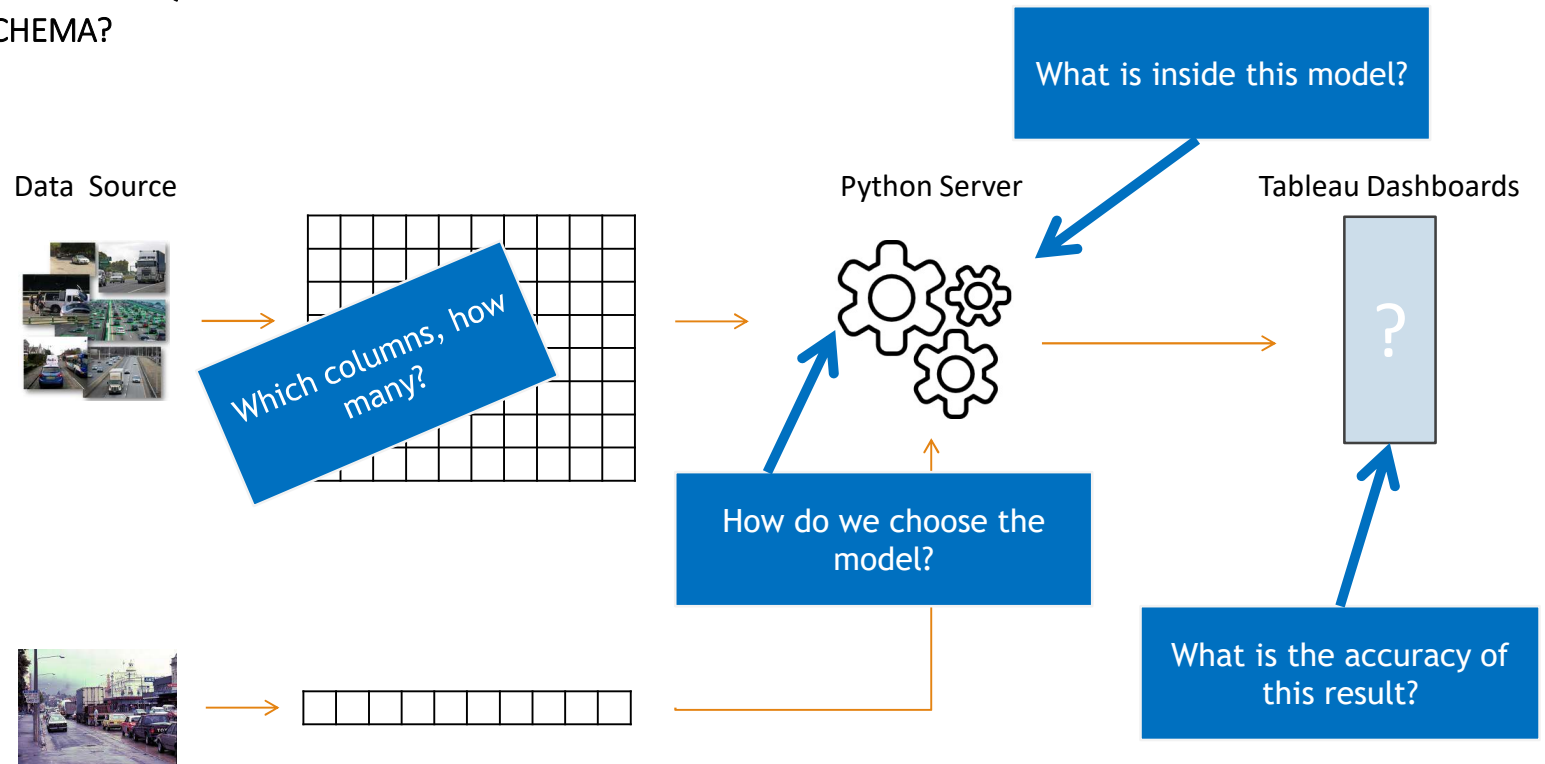 CHEMA?
What is inside this model?
Data Source
Python Server
Tableau Dashboards
Which columns, how
many?
?
How do we choose the
model?
What is the accuracy of
this result?